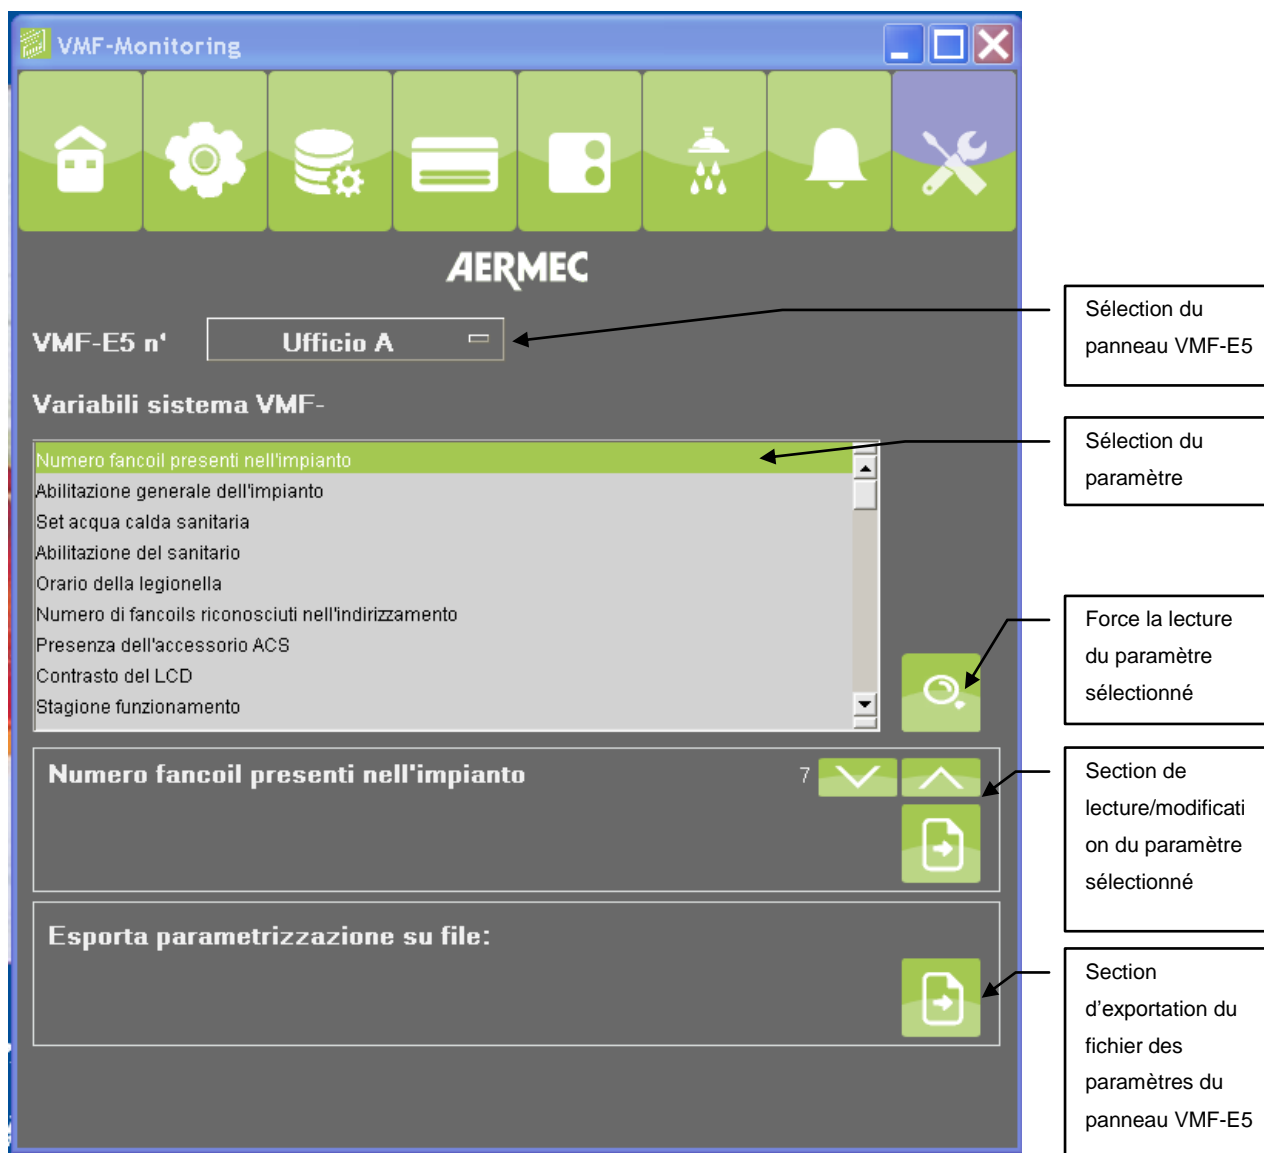 VMF-Monitoring
AERMEC
VMF-E5 n'
Ufficio A
Variabili sistema VMF-
Numero fancoil presenti nell'impianto
Abilitazione generale dell'impianto
Set acqua calda sanitaria
Abilitazione del sanitario
Orario della legionella
Numero di fancoils riconosciuti nell'indirizzamento
Presenza dell'accessorio ACS
Contrasto del LCD
Stagione funzionamento
Numero fancoil presenti nell'impianto
7
Esporta parametrizzazione su file:
Sélection du
panneau VMF-E5
Sélection du
paramètre
Force la lecture
du paramètre
sélectionné
Section de
lecture/modificati
on du paramètre
sélectionné
Section
d’exportation du
fichier des
paramètres du
panneau VMF-E5